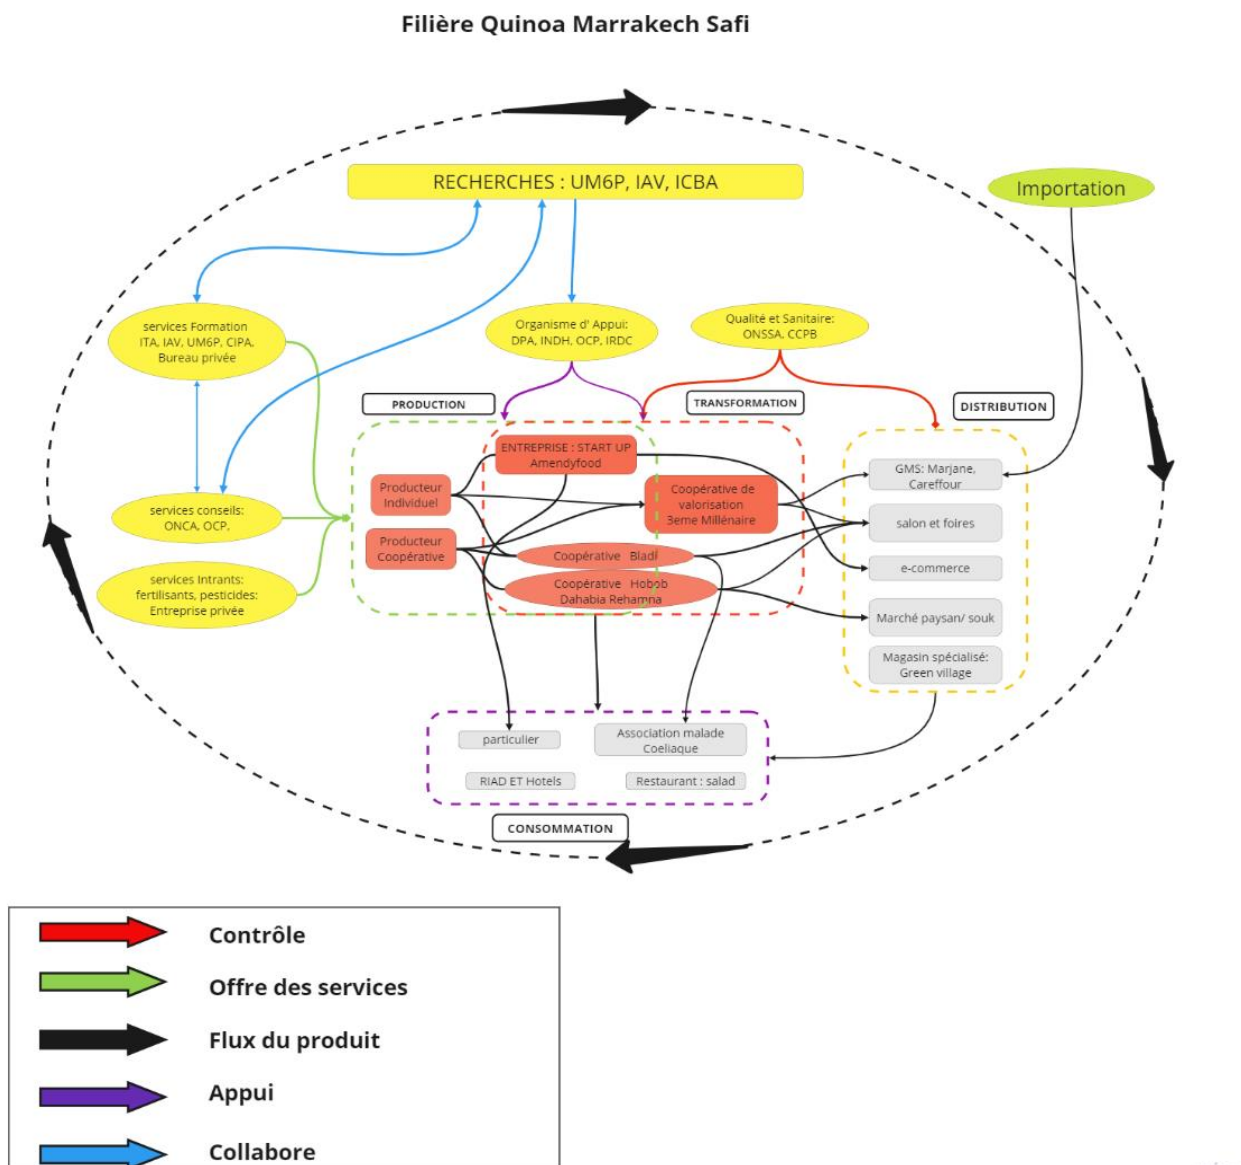 Filière Quinoa Marrakech Safi
RECHERCHES : UM6P, IAV, ICBA
Importation
services Formation
ITA, IAV, UM6P, CIPA,
Bureau privée
Organisme d' Appui:
DPA, INDH, OCP, IRDC
Qualité et Sanitaire:
ONSSA, CCPB
PRODUCTION
TRANSFORMATION
DISTRIBUTION
ENTREPRISE : START UP
Amendyfood
Producteur
Individuel
Coopérative de
valorisation
3eme Millénaire
GMS: Marjane,
Careffour
services conseils:
ONCA, OCP,
salon et foires
Producteur
Coopérative
Coopérative Bladi
e-commerce
services Intrants:
fertilisants, pesticides:
Entreprise privée
Coopérative Hobob
Dahabia Rehamna
Marché paysan/ souk
Magasin spécialisé:
Green village
particulier
Association malade
Coeliaque
RIAD ET Hotels
Restaurant : salad
CONSOMMATION
Contrôle
Offre des services
Flux du produit
Appui
Collabore